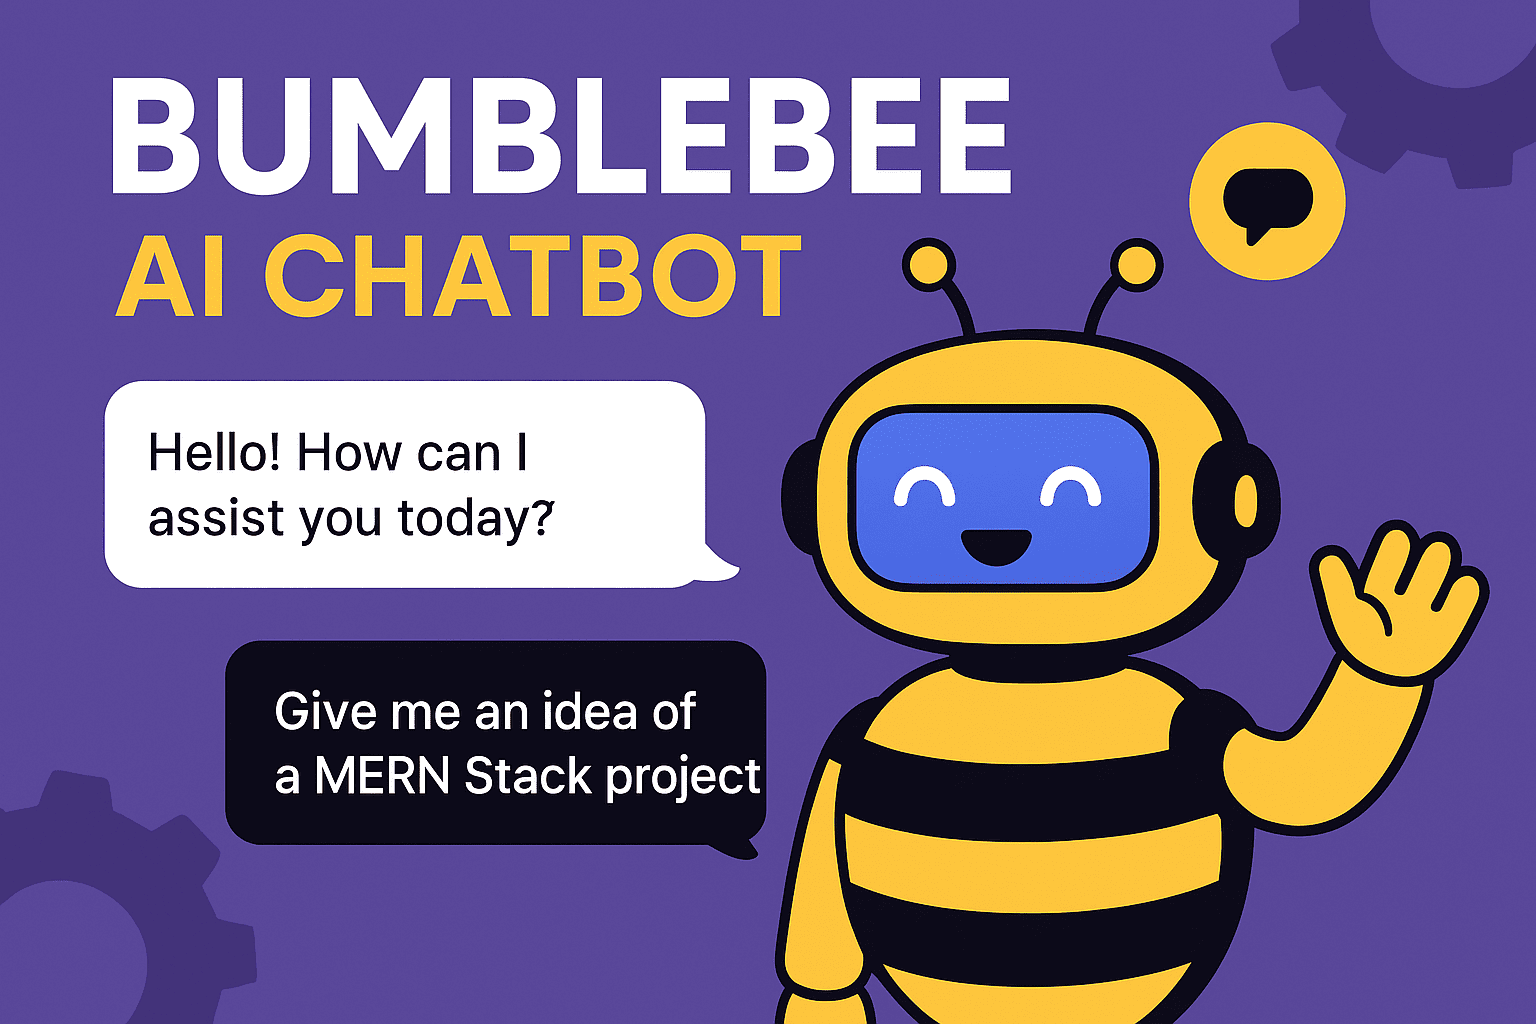 BUMBLEBEE
AI CHATBOT
Hello! How can I
assist you today?
Give me an idea of
a MERN Stack project